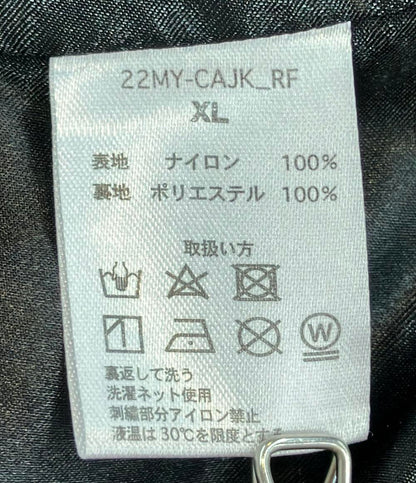 22MY-CAJK_RF
XL
表地 ナイロン 100%
裏地 ポリエステル 100%
取扱い方
W
裏返して洗う
洗濯ネット使用
刺繍部分アイロン禁止
液温は30℃を限度とする